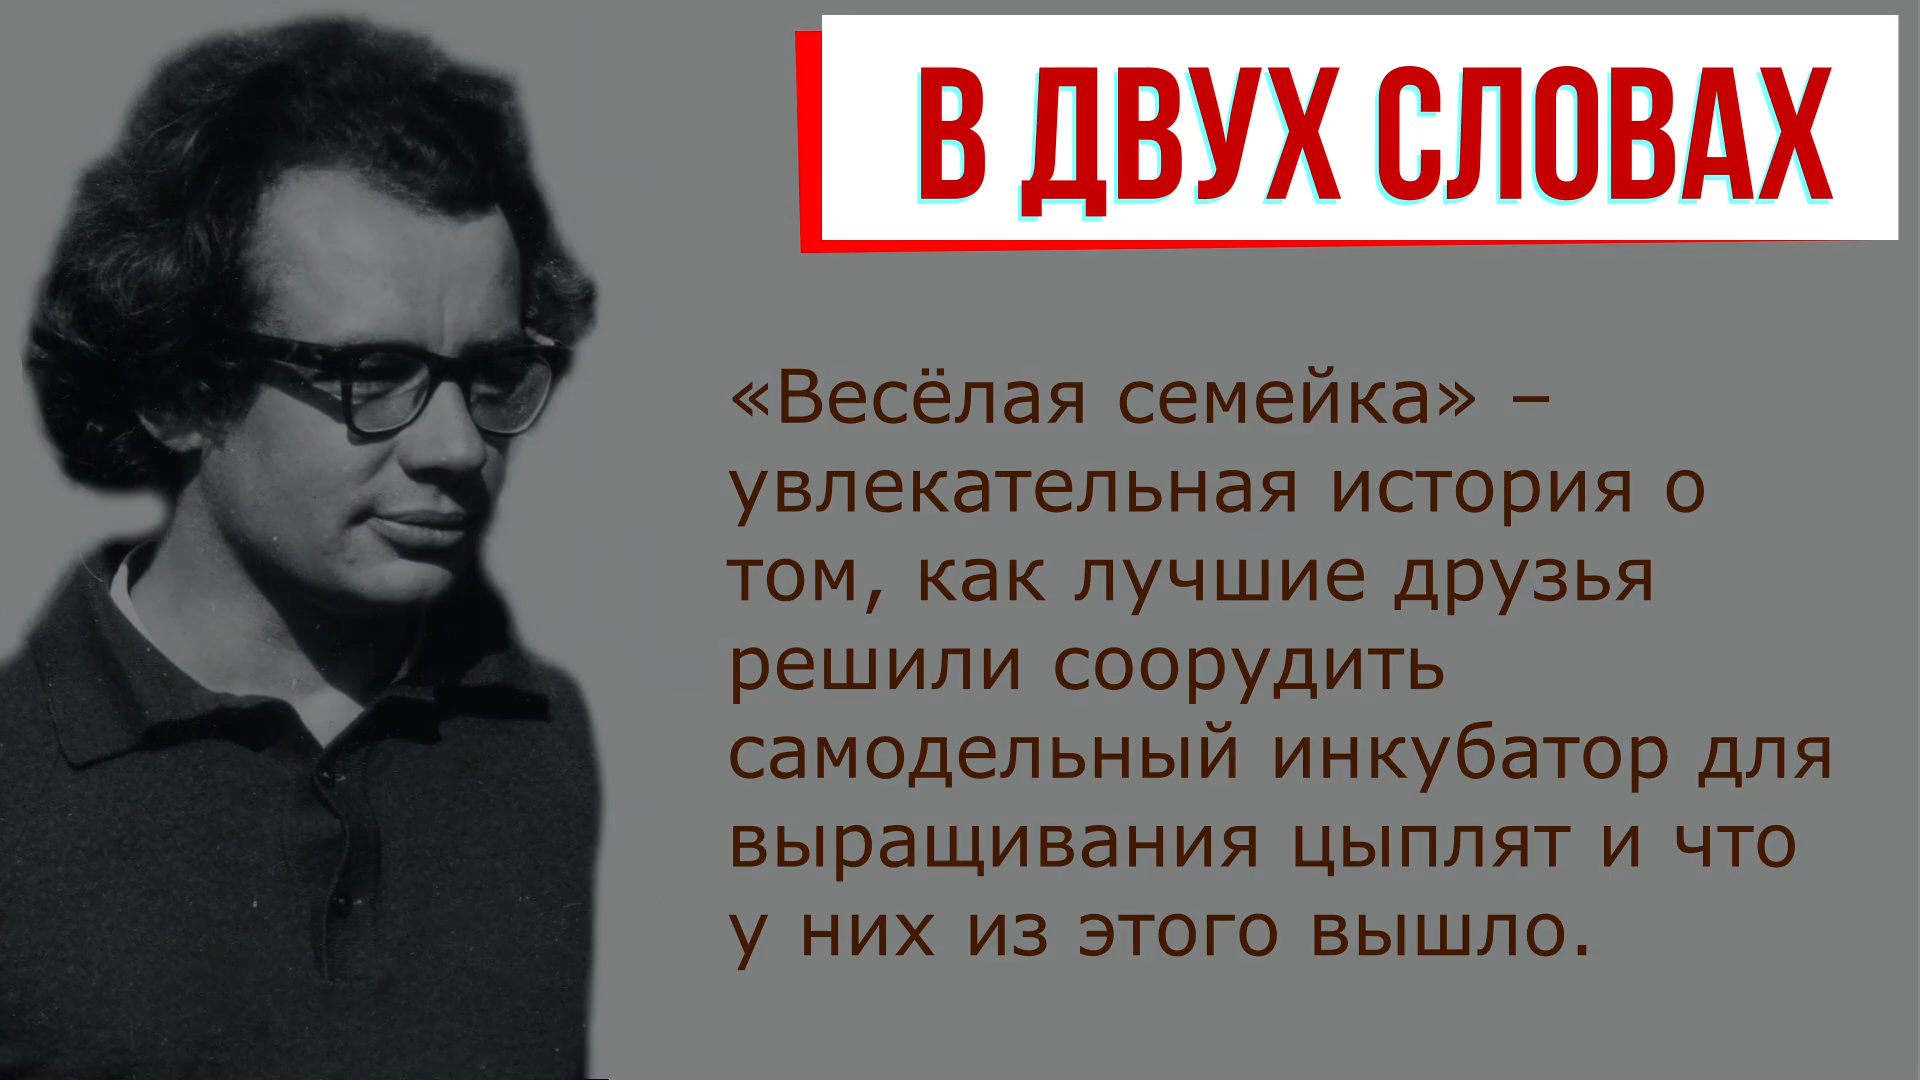 В ДВУХ СЛОВАХ
«Весёлая семейка» –
увлекательная история о
том, как лучшие друзья
решили соорудить
самодельный инкубатор для
выращивания цыплят и что
у них из этого вышло.